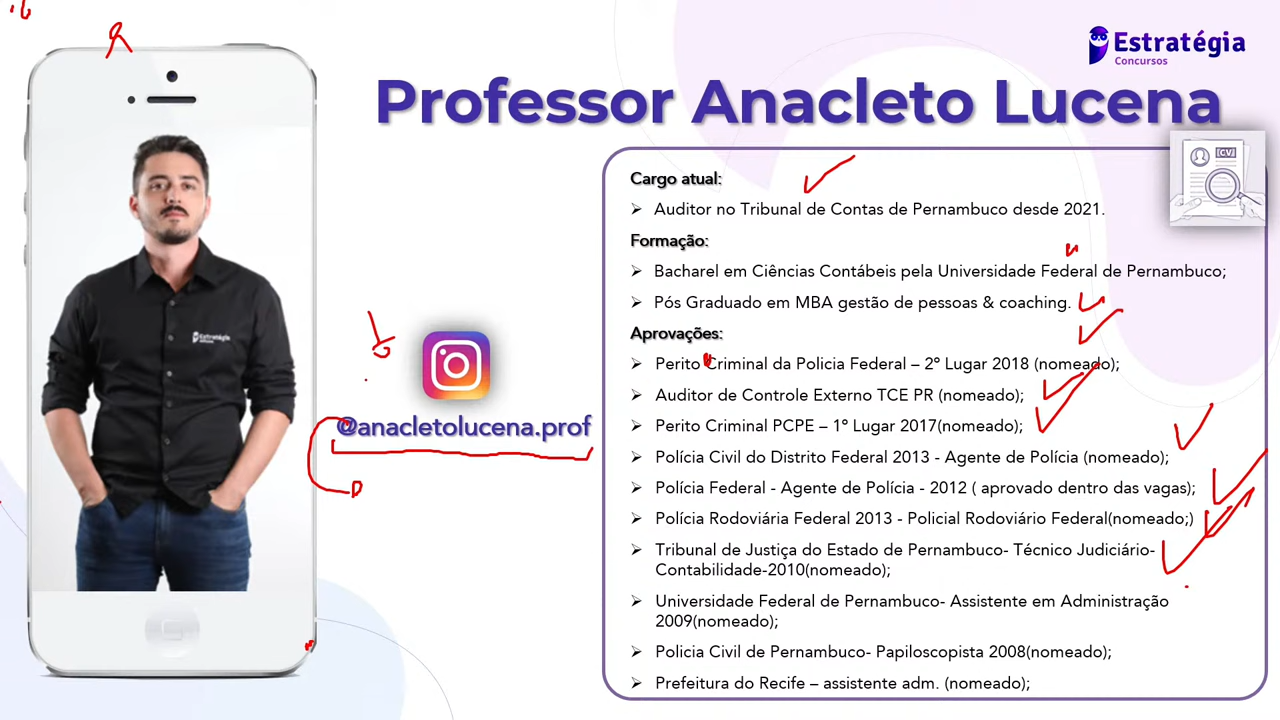 Estratégia
Concursos
Professor Anacleto Lucena
CV
Cargo atual:
Auditor no Tribunal de Contas de Pernambuco desde 2021.
Formação:
Bacharel em Ciências Contábeis pela Universidade Federal de Pernambuco;
Pós Graduado em MBA gestão de pessoas & coaching.
Aprovações:
Perito Criminal da Policia Federal – 2º Lugar 2018 (nomeado);
Auditor de Controle Externo TCE PR (nomeado);
Perito Criminal PCPE – 1º Lugar 2017(nomeado);
Polícia Civil do Distrito Federal 2013 - Agente de Polícia (nomeado);
Polícia Federal - Agente de Polícia - 2012 ( aprovado dentro das vagas);
Polícia Rodoviária Federal 2013 - Policial Rodoviário Federal(nomeado;)
Tribunal de Justiça do Estado de Pernambuco- Técnico Judiciário-
Contabilidade-2010(nomeado);
Universidade Federal de Pernambuco- Assistente em Administração
2009(nomeado);
Policia Civil de Pernambuco- Papiloscopista 2008(nomeado);
Prefeitura do Recife – assistente adm. (nomeado);
@anacletolucena.prof
Estratégia